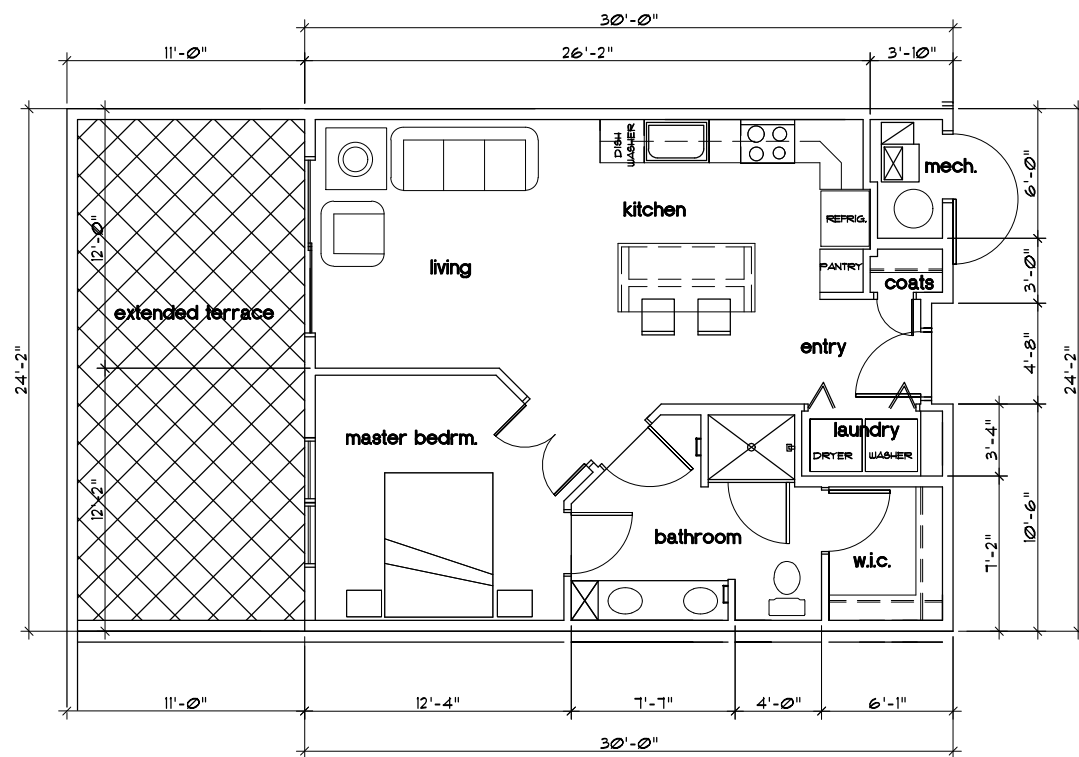 30'-0"
11'-0"
26'-2"
3'-10"
DISH
WASHER
mech.
6'-0"
kitchen
REFRIG.
12'-0"
living
PANTRY
coats
3'-0"
extended terrace
entry
4'-8"
24'-2"
24'-2"
master bedrm.
laundry
DRYER
WASHER
3'-4"
12'-2"
bathroom
w.i.c.
7'-2"
10'-6"
11'-0"
12'-4"
7'-7"
4'-0"
6'-1"
30'-0"